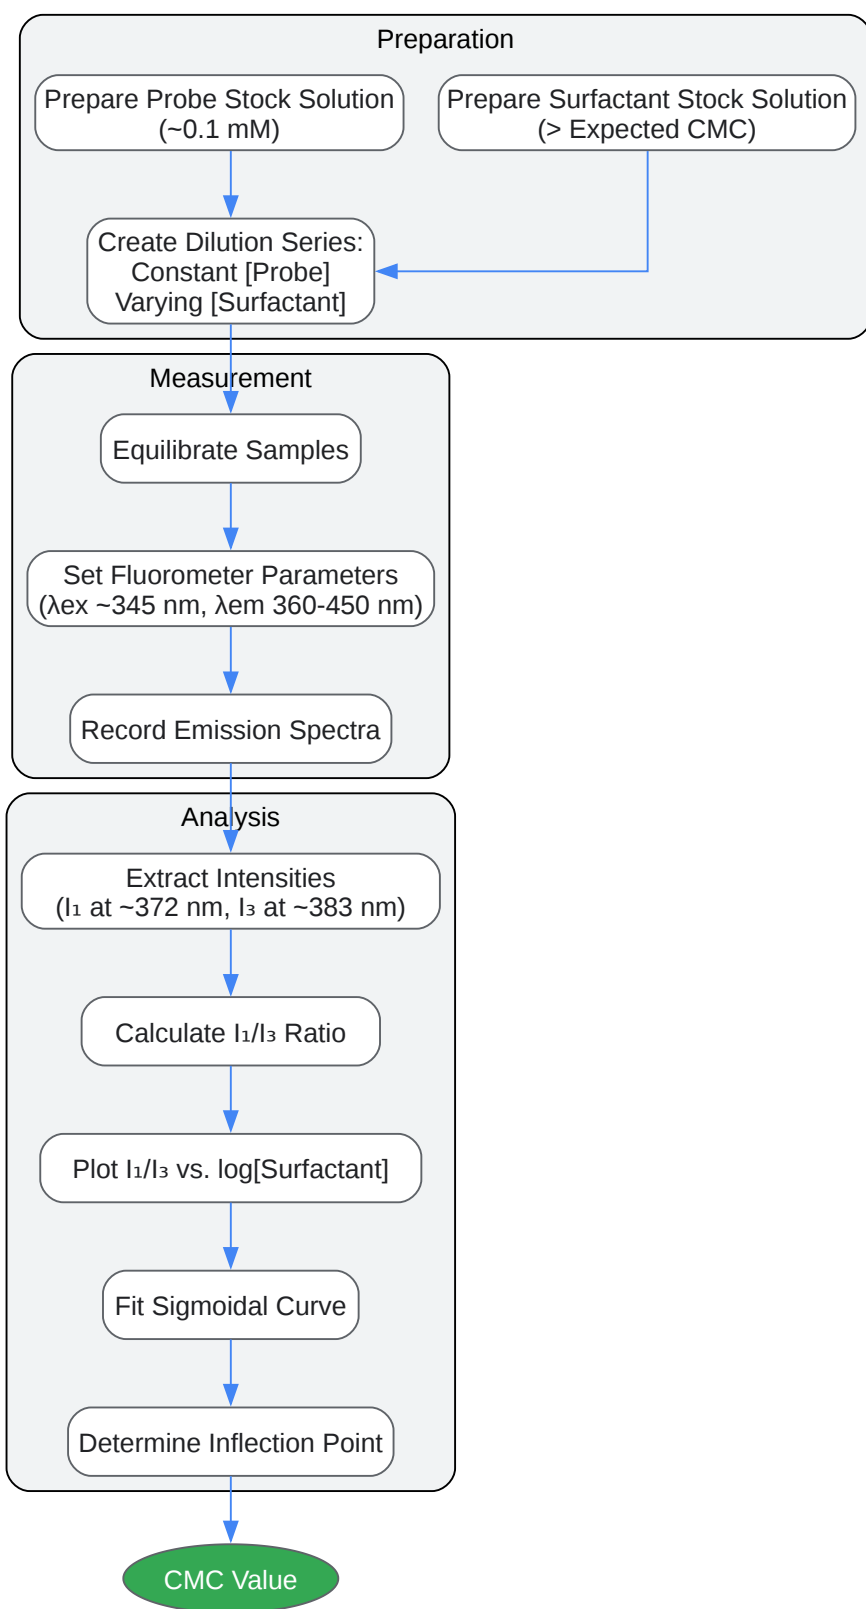 Preparation
Prepare Probe Stock Solution
(~0.1 mM)
Prepare Surfactant Stock Solution
(> Expected CMC)
Create Dilution Series:
Constant [Probe]
Varying [Surfactant]
Measurement
Equilibrate Samples
Set Fluorometer Parameters
(λex ~345 nm, λem 360-450 nm)
Record Emission Spectra
Analysis
Extract Intensities
(I₁ at ~372 nm, I₃ at ~383 nm)
Calculate I₁/I₃ Ratio
Plot I₁/I₃ vs. log[Surfactant]
Fit Sigmoidal Curve
Determine Inflection Point
CMC Value